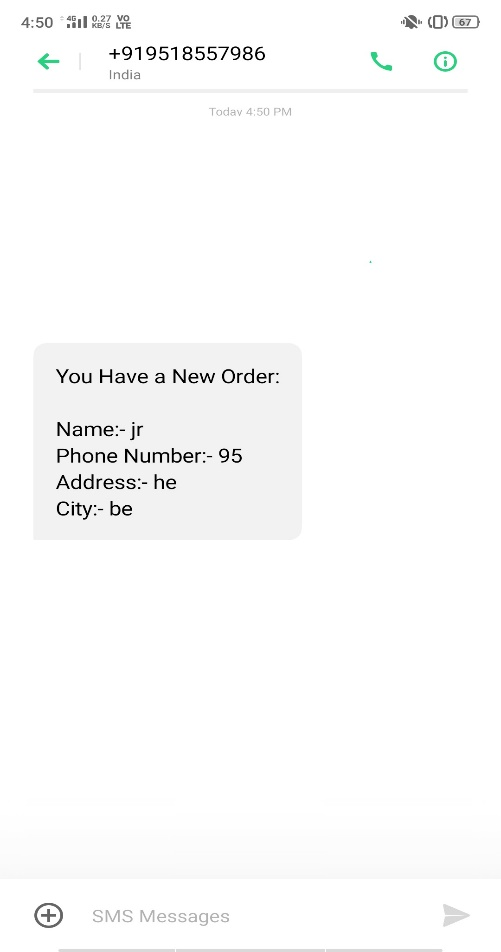 4:50 4G 0.27 KB/S VO LTE 67
+919518557986
India
Today 4:50 PM
You Have a New Order:
Name:- jr
Phone Number:- 95
Address:- he
City:- be
SMS Messages